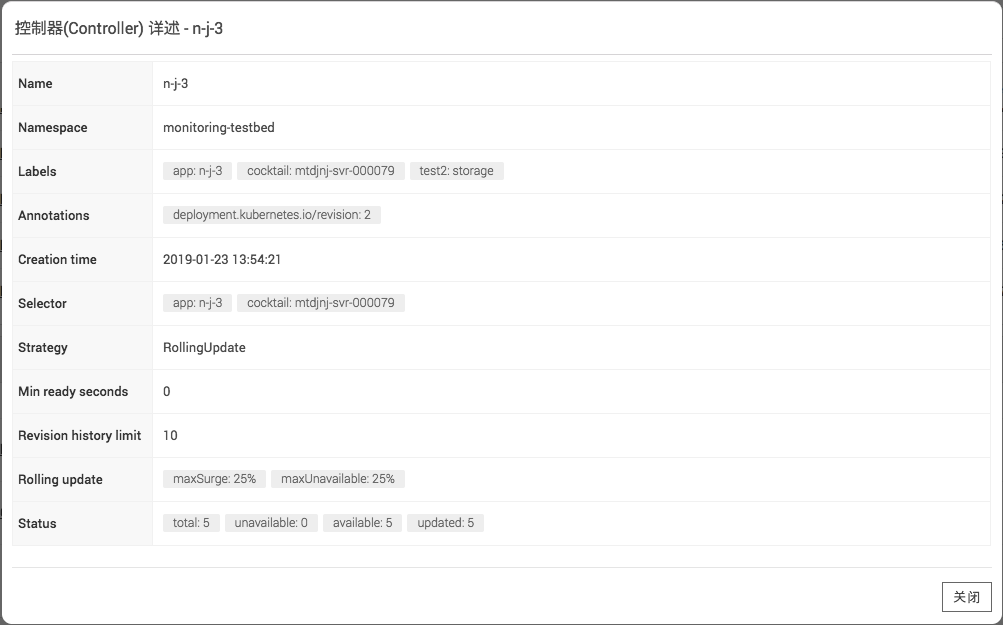 控制器(Controller) 详述 - n-j-3
Name n-j-3
Namespace monitoring-testbed
Labels app: n-j-3 cocktail: mtdjnj-svr-000079 test2: storage
Annotations deployment.kubernetes.io/revision: 2
Creation time 2019-01-23 13:54:21
Selector app: n-j-3 cocktail: mtdjnj-svr-000079
Strategy RollingUpdate
Min ready seconds 0
Revision history limit 10
Rolling update maxSurge: 25% maxUnavailable: 25%
Status total: 5 unavailable: 0 available: 5 updated: 5
关闭